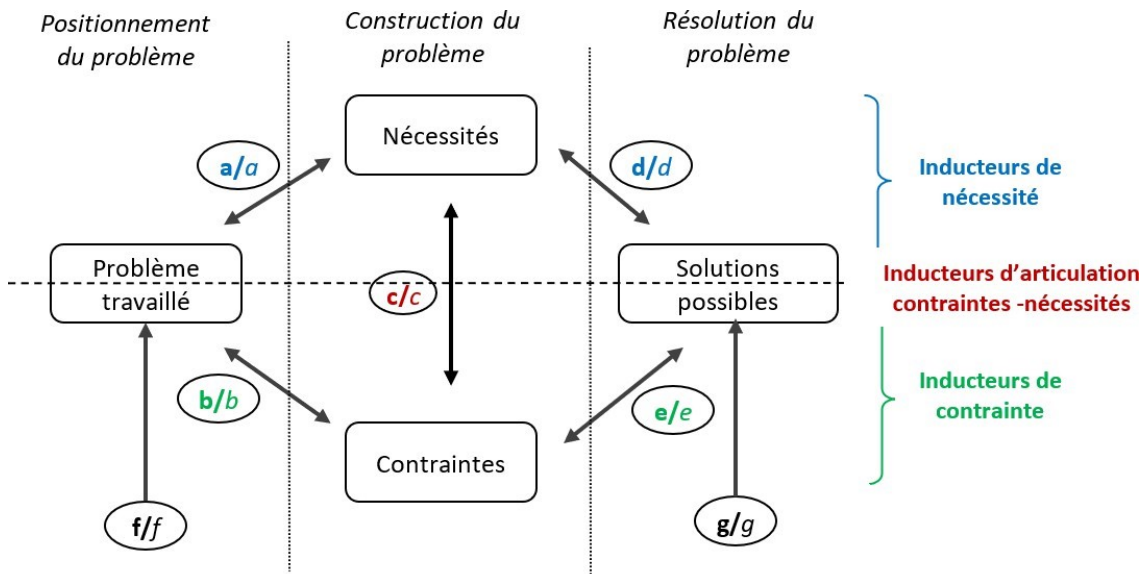 Positionnement
du problème
Construction du
problème
Résolution du
problème
Nécessités
a/a
d/d
Inducteurs de
nécessité
Problème
travaillé
c/c
Solutions
possibles
Inducteurs d’articulation
contraintes -nécessités
b/b
e/e
Inducteurs de
contrainte
Contraintes
f/f
g/g